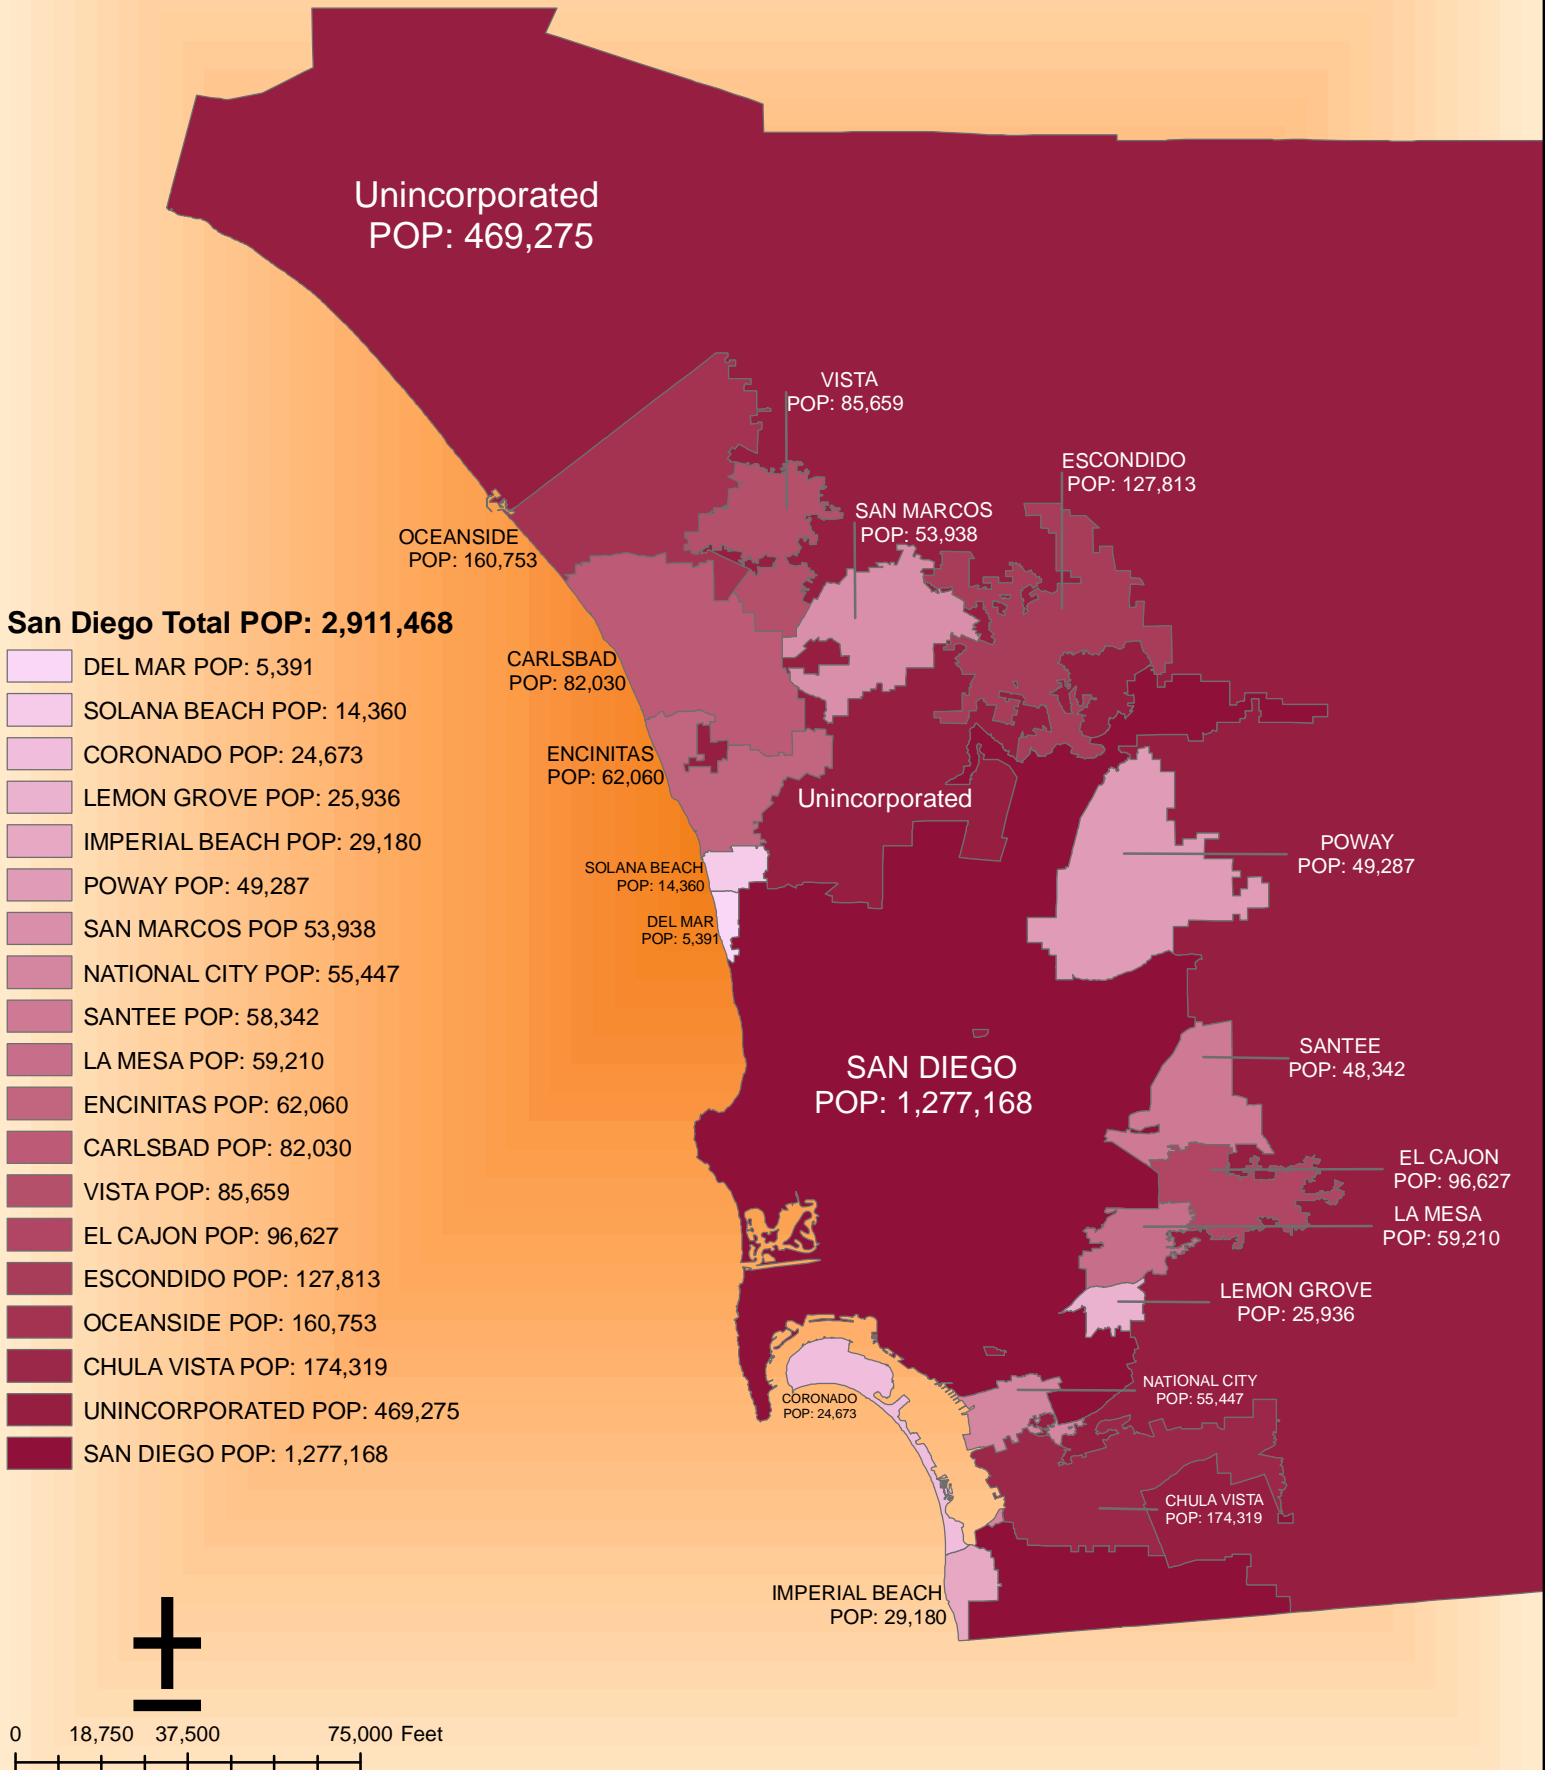 Unincorporated
POP: 469,275
VISTA
POP: 85,659
ESCONDIDO
POP: 127,813
SAN MARCOS
POP: 53,938
OCEANSIDE
POP: 160,753
CARLSBAD
POP: 82,030
ENCINITAS
POP: 62,060
Unincorporated
SOLANA BEACH
POP: 14,360
DEL MAR
POP: 5,391
POWAY
POP: 49,287
SAN DIEGO
POP: 1,277,168
SANTEE
POP: 48,342
EL CAJON
POP: 96,627
LA MESA
POP: 59,210
LEMON GROVE
POP: 25,936
CORONADO
POP: 24,673
NATIONAL CITY
POP: 55,447
CHULA VISTA
POP: 174,319
IMPERIAL BEACH
POP: 29,180
San Diego Total POP: 2,911,468
DEL MAR POP: 5,391
SOLANA BEACH POP: 14,360
CORONADO POP: 24,673
LEMON GROVE POP: 25,936
IMPERIAL BEACH POP: 29,180
POWAY POP: 49,287
SAN MARCOS POP 53,938
NATIONAL CITY POP: 55,447
SANTEE POP: 58,342
LA MESA POP: 59,210
ENCINITAS POP: 62,060
CARLSBAD POP: 82,030
VISTA POP: 85,659
EL CAJON POP: 96,627
ESCONDIDO POP: 127,813
OCEANSIDE POP: 160,753
CHULA VISTA POP: 174,319
UNINCORPORATED POP: 469,275
SAN DIEGO POP: 1,277,168
±
0 18,750 37,500 75,000 Feet